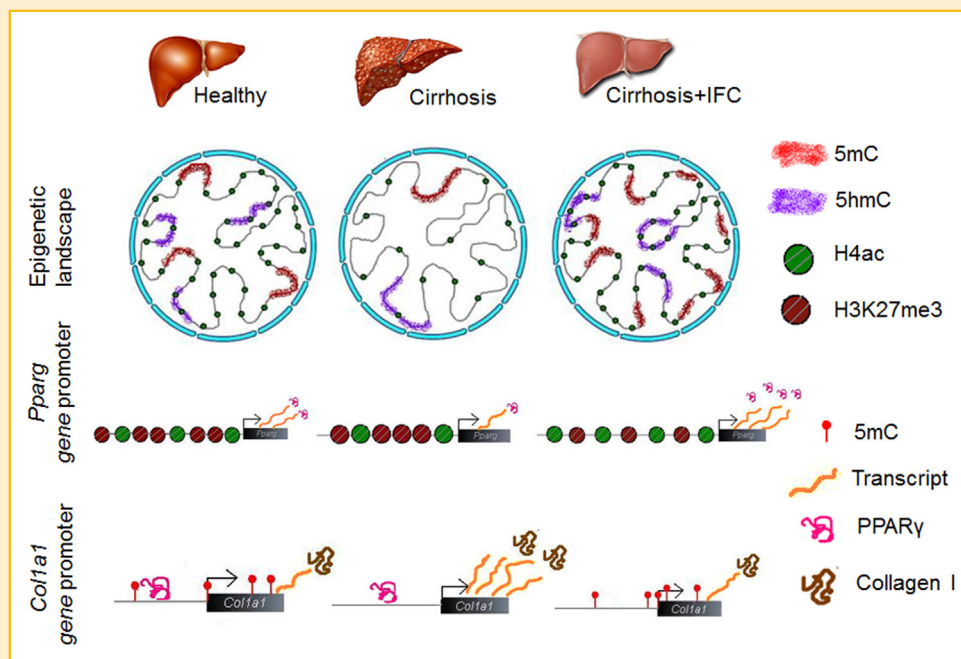 Healthy
Cirrhosis
Cirrhosis+IFC
Epigenetic
landscape
5mC
5hmC
H4ac
H3K27me3
Pparg
gene promoter
Pparg
Pparg
Pparg
5mC
Transcript
PPARγ
Collagen I
Col1a1
gene promoter
Col1a1
Col1a1
Col1a1